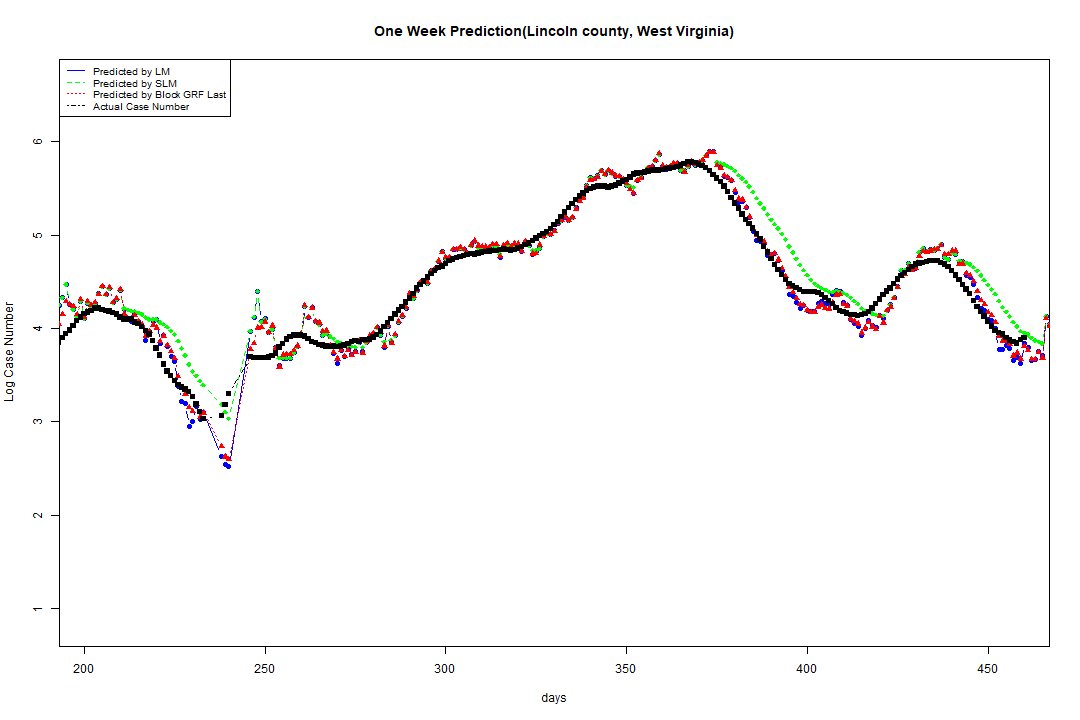 One Week Prediction(Lincoln county, West Virginia)
Predicted by LM
Predicted by SLM
Predicted by Block GRF Last
Actual Case Number
Log Case Number
6
5
4
3
2
1
200 250 300 350 400 450
days